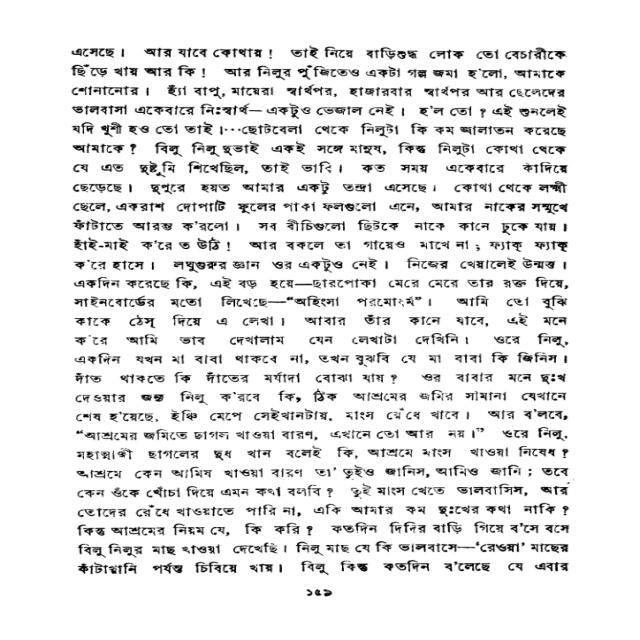 এসেছে। আর যাবে কোথায়! তাই নিয়ে বাড়িশুদ্ধ লোক তো বেচারীকে
ছিঁড়ে খায় আর কি! আর নিলুর পুঁজিতেও একটা গল্প জমা হ'লো, আমাকে
শোনানোর। হ্যাঁ বাপু, মায়েরা স্বার্থপর, হাজারবার স্বার্থপর আর ছেলেদের
ভালবাসা একেবারে নিঃস্বার্থ—একটুও ভেজাল নেই। হ'ল তো? এই শুনলেই
যদি খুশী হও তো তাই।···ছোটবেলা থেকে নিলুটা কি কম জ্বালাতন করেছে
আমাকে? বিলু নিলু দুভাই একই সঙ্গে মানুষ, কিন্তু নিলুটা কোথা থেকে
যে এত দুষ্টুমি শিখেছিল, তাই ভাবি। কত সময় একেবারে কাঁদিয়ে
ছেড়েছে। দুপুরে হয়ত আমার একটু তন্দ্রা এসেছে। কোথা থেকে লক্ষ্মী
ছেলে, একরাশ দোপাটি ফুলের পাকা ফলগুলো এনে, আমার নাকের সম্মুখে
ফাঁটাতে আরম্ভ ক'রলো। সব বীচিগুলো ছিটকে নাকে কানে ঢুকে যায়।
হাঁই-মাই ক'রে ত উঠি! আর বকলে তা গায়েও মাখে না; ফ্যাক্ ফ্যাক্
ক'রে হাসে। লঘুগুরুর জ্ঞান ওর একটুও নেই। নিজের খেয়ালেই উন্মত্ত।
একদিন করেছে কি, এই বড় হয়ে—ছারপোকা মেরে মেরে তার রক্ত দিয়ে,
সাইনবোর্ডের মতো লিখেছে—“অহিংসা পরমোধর্ম”। আমি তো বুঝি
কাকে ঠেস্ দিয়ে এ লেখা। আবার তাঁর কানে যাবে, এই মনে
ক'রে আমি ভাব দেখালাম যেন লেখাটা দেখিনি। ওরে নিলু,
একদিন যখন মা বাবা থাকবে না, তখন বুঝবি যে মা বাবা কি জিনিস।
দাঁত থাকতে কি দাঁতের মর্যাদা বোঝা যায়? ওর বাবার মনে দুঃখ
দেওয়ার জন্য নিলু ক'রবে কি, ঠিক আশ্রমের জমির সীমানা যেখানে
শেষ হ'য়েছে, ইঞ্চি মেপে সেইখানটায়, মাংস রেঁধে খাবে। আর ব'লবে,
“আশ্রমের জমিতে ছাগল খাওয়া বারণ, এখানে তো আর নয়।” ওরে নিলু,
মহাত্মাজী ছাগলের দুধ খান বলেই কি, আশ্রমে মাংস খাওয়া নিষেধ?
আশ্রমে কেন আমিষ খাওয়া বারণ তা' তুইও জানিস, আমিও জানি; তবে
কেন ওঁকে খোঁচা দিয়ে এমন কথা বলবি? তুই মাংস খেতে ভালবাসিস, আর
তোদের রেঁধে খাওয়াতে পারি না, একি আমার কম দুঃখের কথা নাকি?
কিন্তু আশ্রমের নিয়ম যে, কি করি? কতদিন দিদির বাড়ি গিয়ে ব'সে বসে
বিলু নিলুর মাছ খাওয়া দেখেছি। নিলু মাছ যে কি ভালবাসে—‘রেওয়া’ মাছের
কাঁটাখানি পর্যন্ত চিবিয়ে খায়। বিলু কিন্তু কতদিন ব'লেছে যে এবার
১৫৯